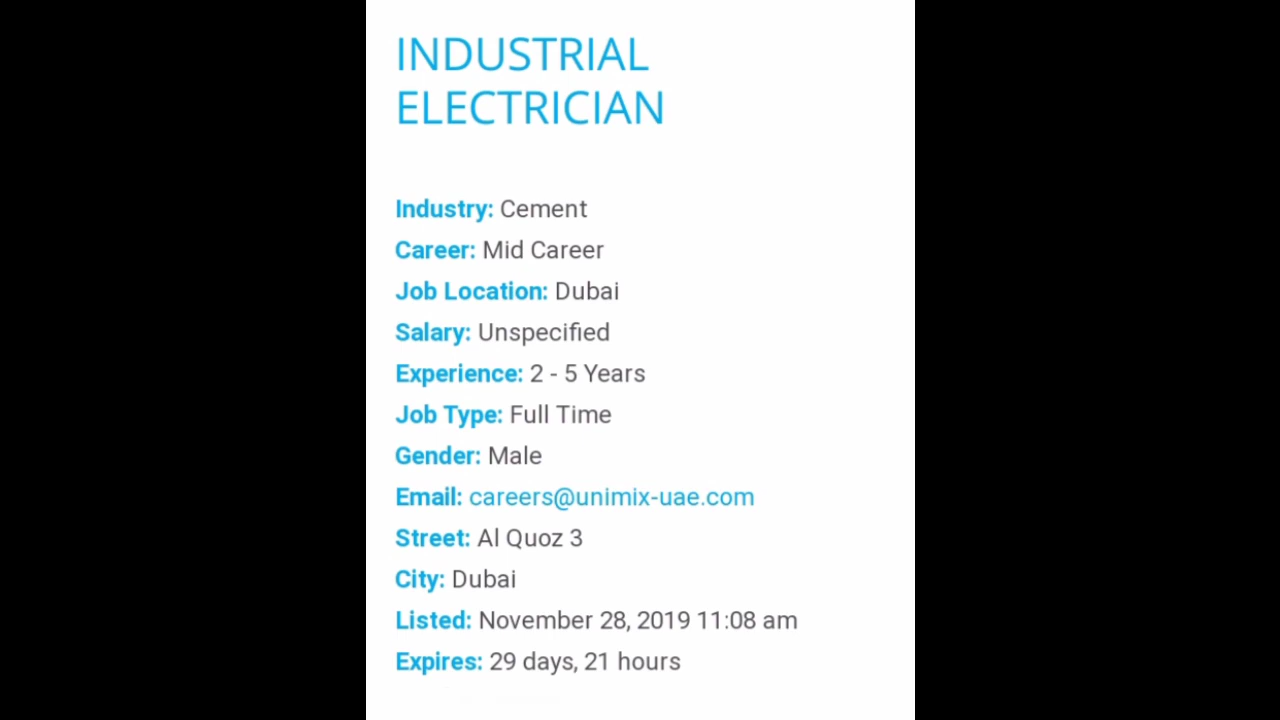 INDUSTRIAL
ELECTRICIAN
Industry: Cement
Career: Mid Career
Job Location: Dubai
Salary: Unspecified
Experience: 2 - 5 Years
Job Type: Full Time
Gender: Male
Email: careers@unimix-uae.com
Street: Al Quoz 3
City: Dubai
Listed: November 28, 2019 11:08 am
Expires: 29 days, 21 hours